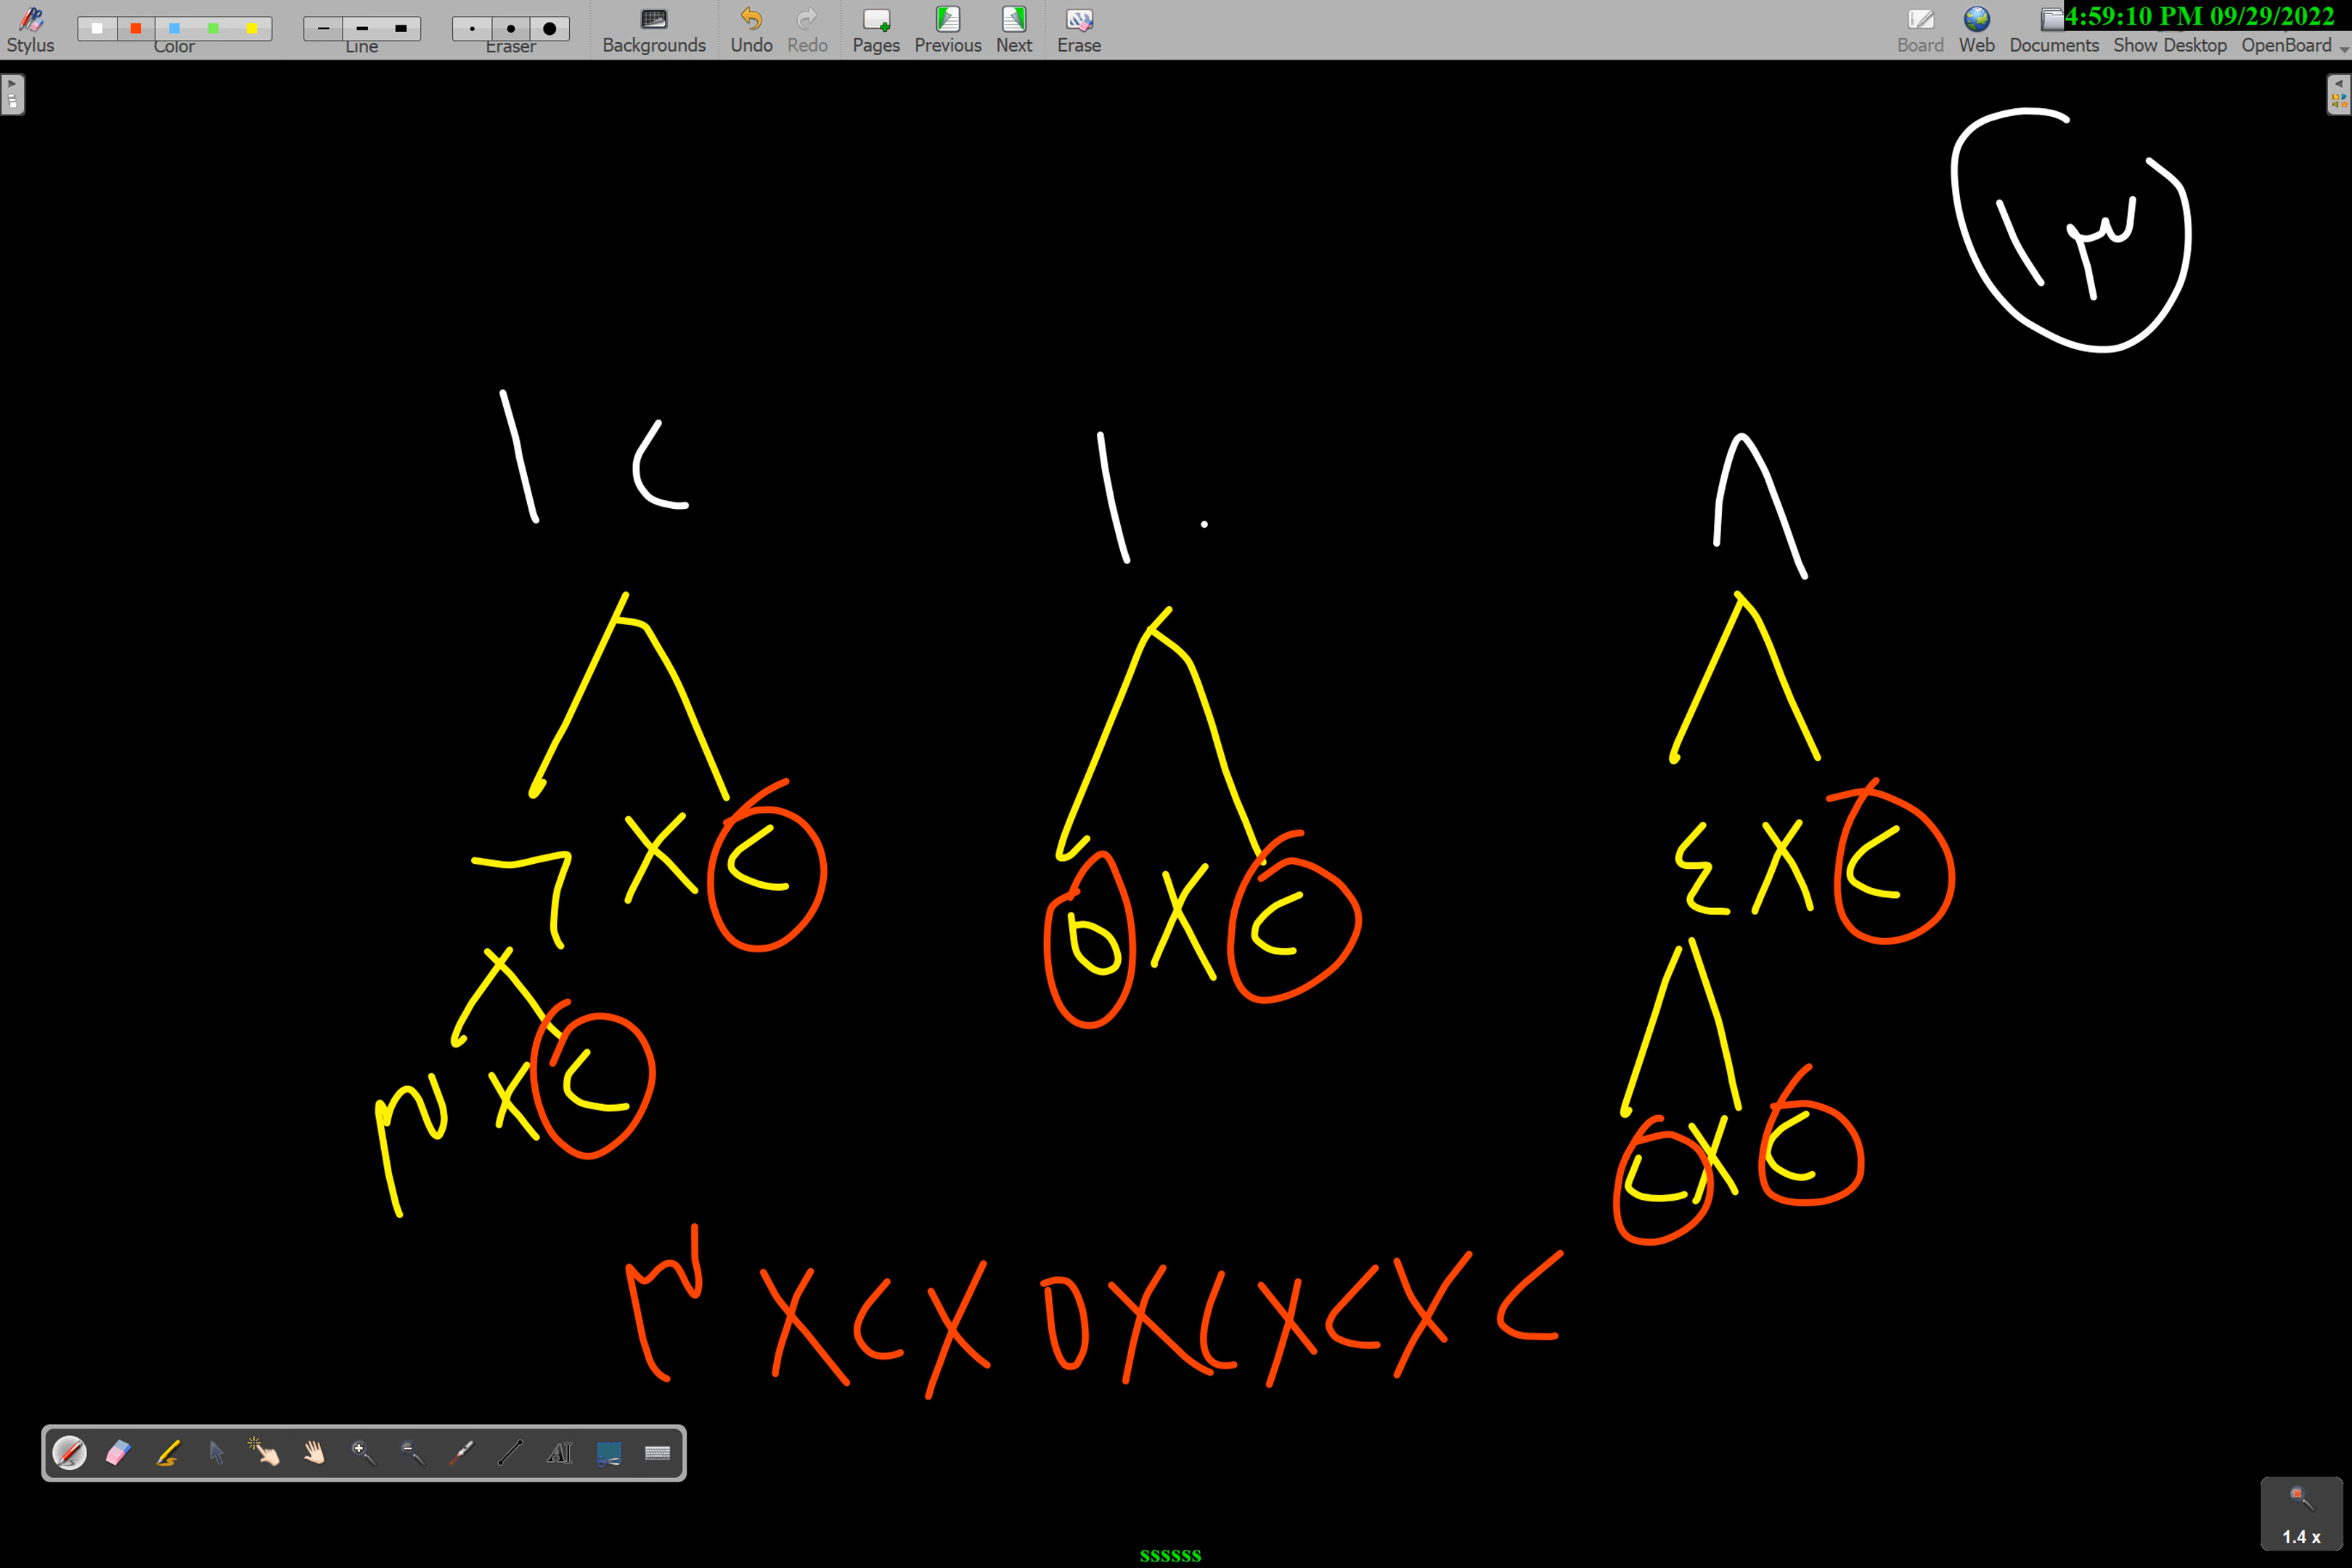 Stylus Color Line Eraser Backgrounds Undo Redo Pages Previous Next Erase Board Web Documents Show Desktop OpenBoard
4:59:10 PM 09/29/2022
١٣
١٢ ١٠ ٨
٦ × ٢ ٥ × ٢ ٤ × ٢
٣ × ٢ ٢ × ٢
٣ × ٢ × ٥ × ٢ × ٢ × ٢
1.4 x
ssssss